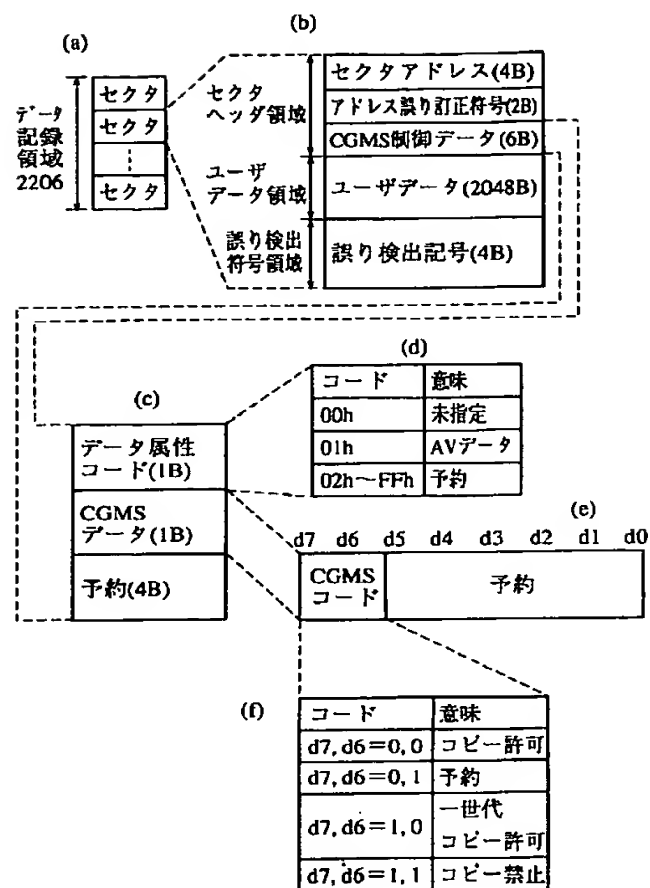 (a)
データ
記録
領域
2206
セクタ
セクタ
セクタ
(b)
セクタ
ヘッダ領域
ユーザ
データ領域
誤り検出
符号領域
セクタアドレス(4B)
アドレス誤り訂正符号(2B)
CGMS制御データ(6B)
ユーザデータ(2048B)
誤り検出記号(4B)
(c)
データ属性
コード(1B)
CGMS
データ(1B)
予約(4B)
(d)
コード 意味
00h 未指定
01h AVデータ
02h~FFh 予約
(e)
d7 d6 d5 d4 d3 d2 d1 d0
CGMS
コード
予約
(f)
コード 意味
d7, d6=0, 0 コピー許可
d7, d6=0, 1 予約
d7, d6=1, 0 一世代
コピー許可
d7, d6=1, 1 コピー禁止